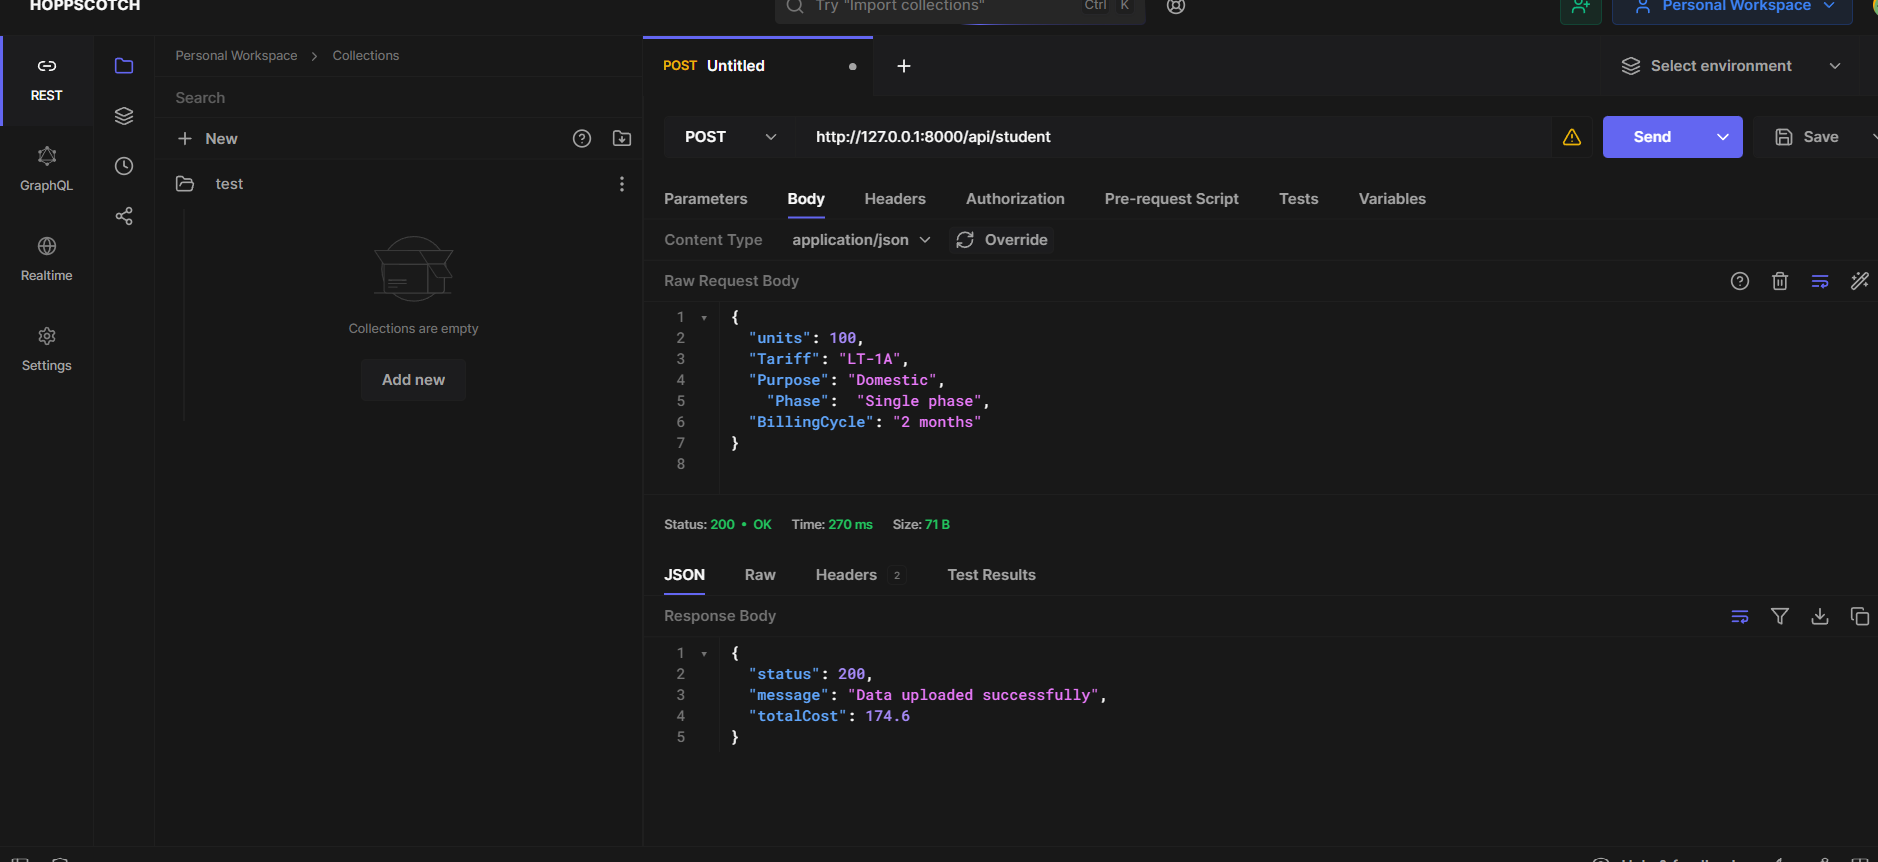 HOPPSCOTCH
Try "Import collections"
Ctrl K
Personal Workspace
REST
GraphQL
Realtime
Settings
Personal Workspace > Collections
Search
+ New
test
Collections are empty
Add new
POST Untitled
+
Select environment
POST
http://127.0.0.1:8000/api/student
Send
Save
Parameters Body Headers Authorization Pre-request Script Tests Variables
Content Type application/json Override
Raw Request Body
1 {
2 "units": 100,
3 "Tariff": "LT-1A",
4 "Purpose": "Domestic",
5 "Phase":  "Single phase",
6 "BillingCycle": "2 months"
7 }
8
Status: 200 • OK Time: 270 ms Size: 71 B
JSON Raw Headers 2 Test Results
Response Body
1 {
2 "status": 200,
3 "message": "Data uploaded successfully",
4 "totalCost": 174.6
5 }